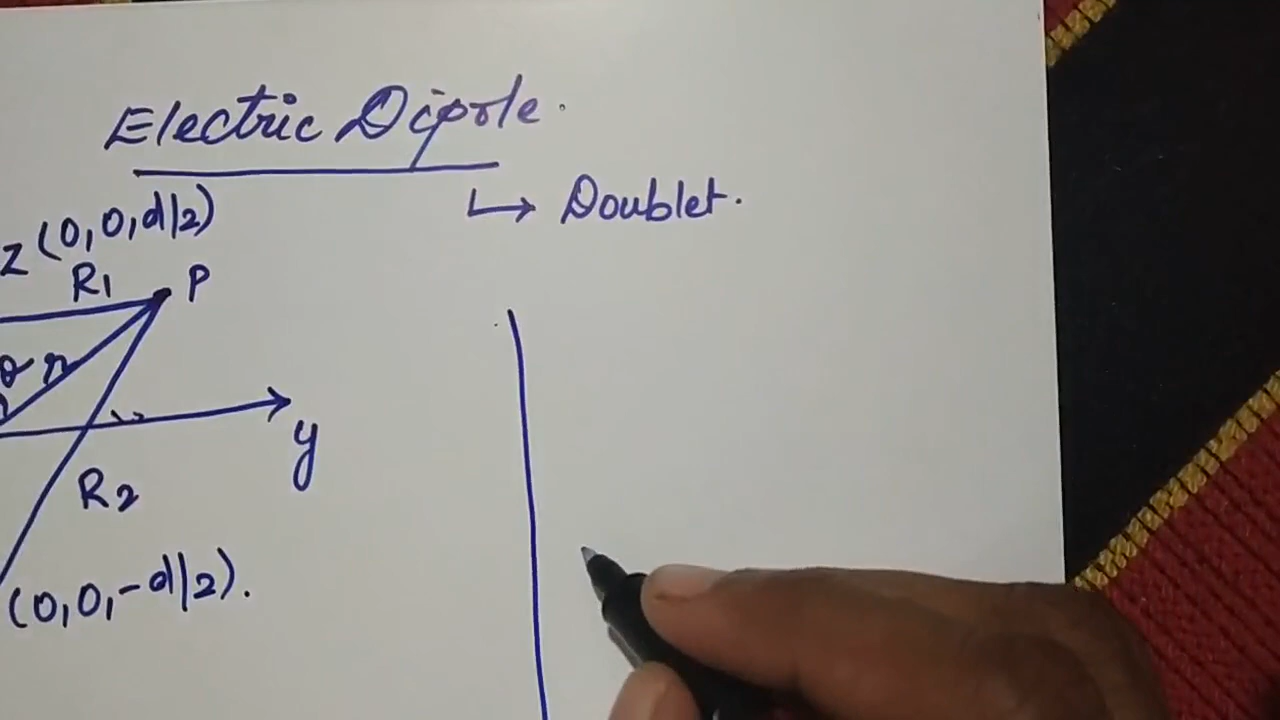 Electric Dipole.
↳ Doublet.
z (0,0,d/2)
R1 P
θ r
y
R2
(0,0,-d/2).